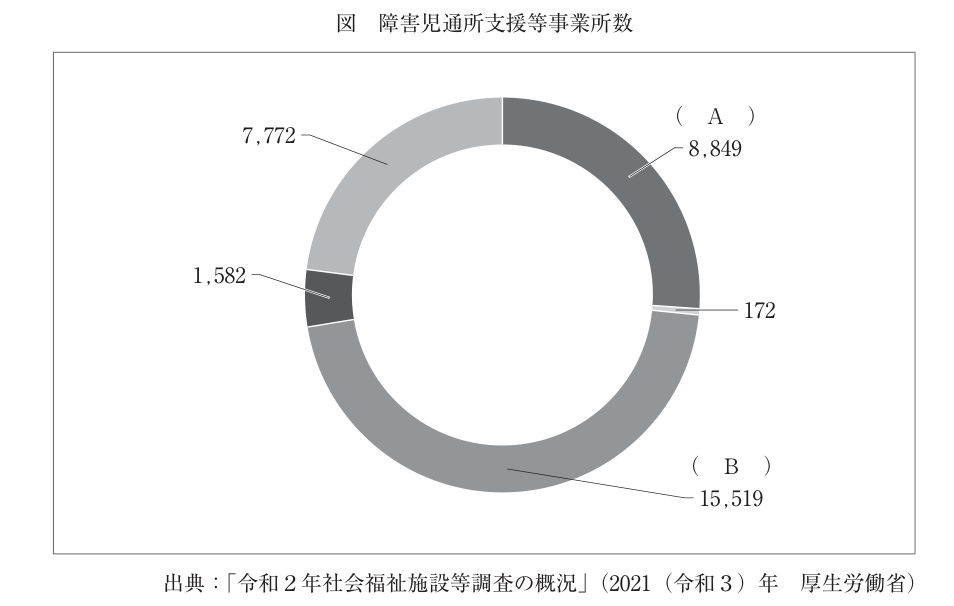 図　障害児通所支援等事業所数
（　A　）
8,849
7,772
1,582
172
（　B　）
15,519
出典：「令和２年社会福祉施設等調査の概況」（2021（令和３）年　厚生労働省）